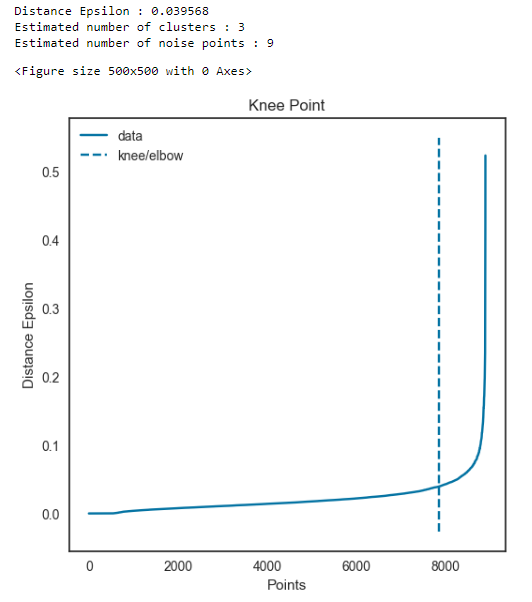 Distance Epsilon : 0.039568
Estimated number of clusters : 3
Estimated number of noise points : 9
<Figure size 500x500 with 0 Axes>
Knee Point
data
knee/elbow
0.5
0.4
0.3
0.2
0.1
0.0
Distance Epsilon
0 2000 4000 6000 8000
Points